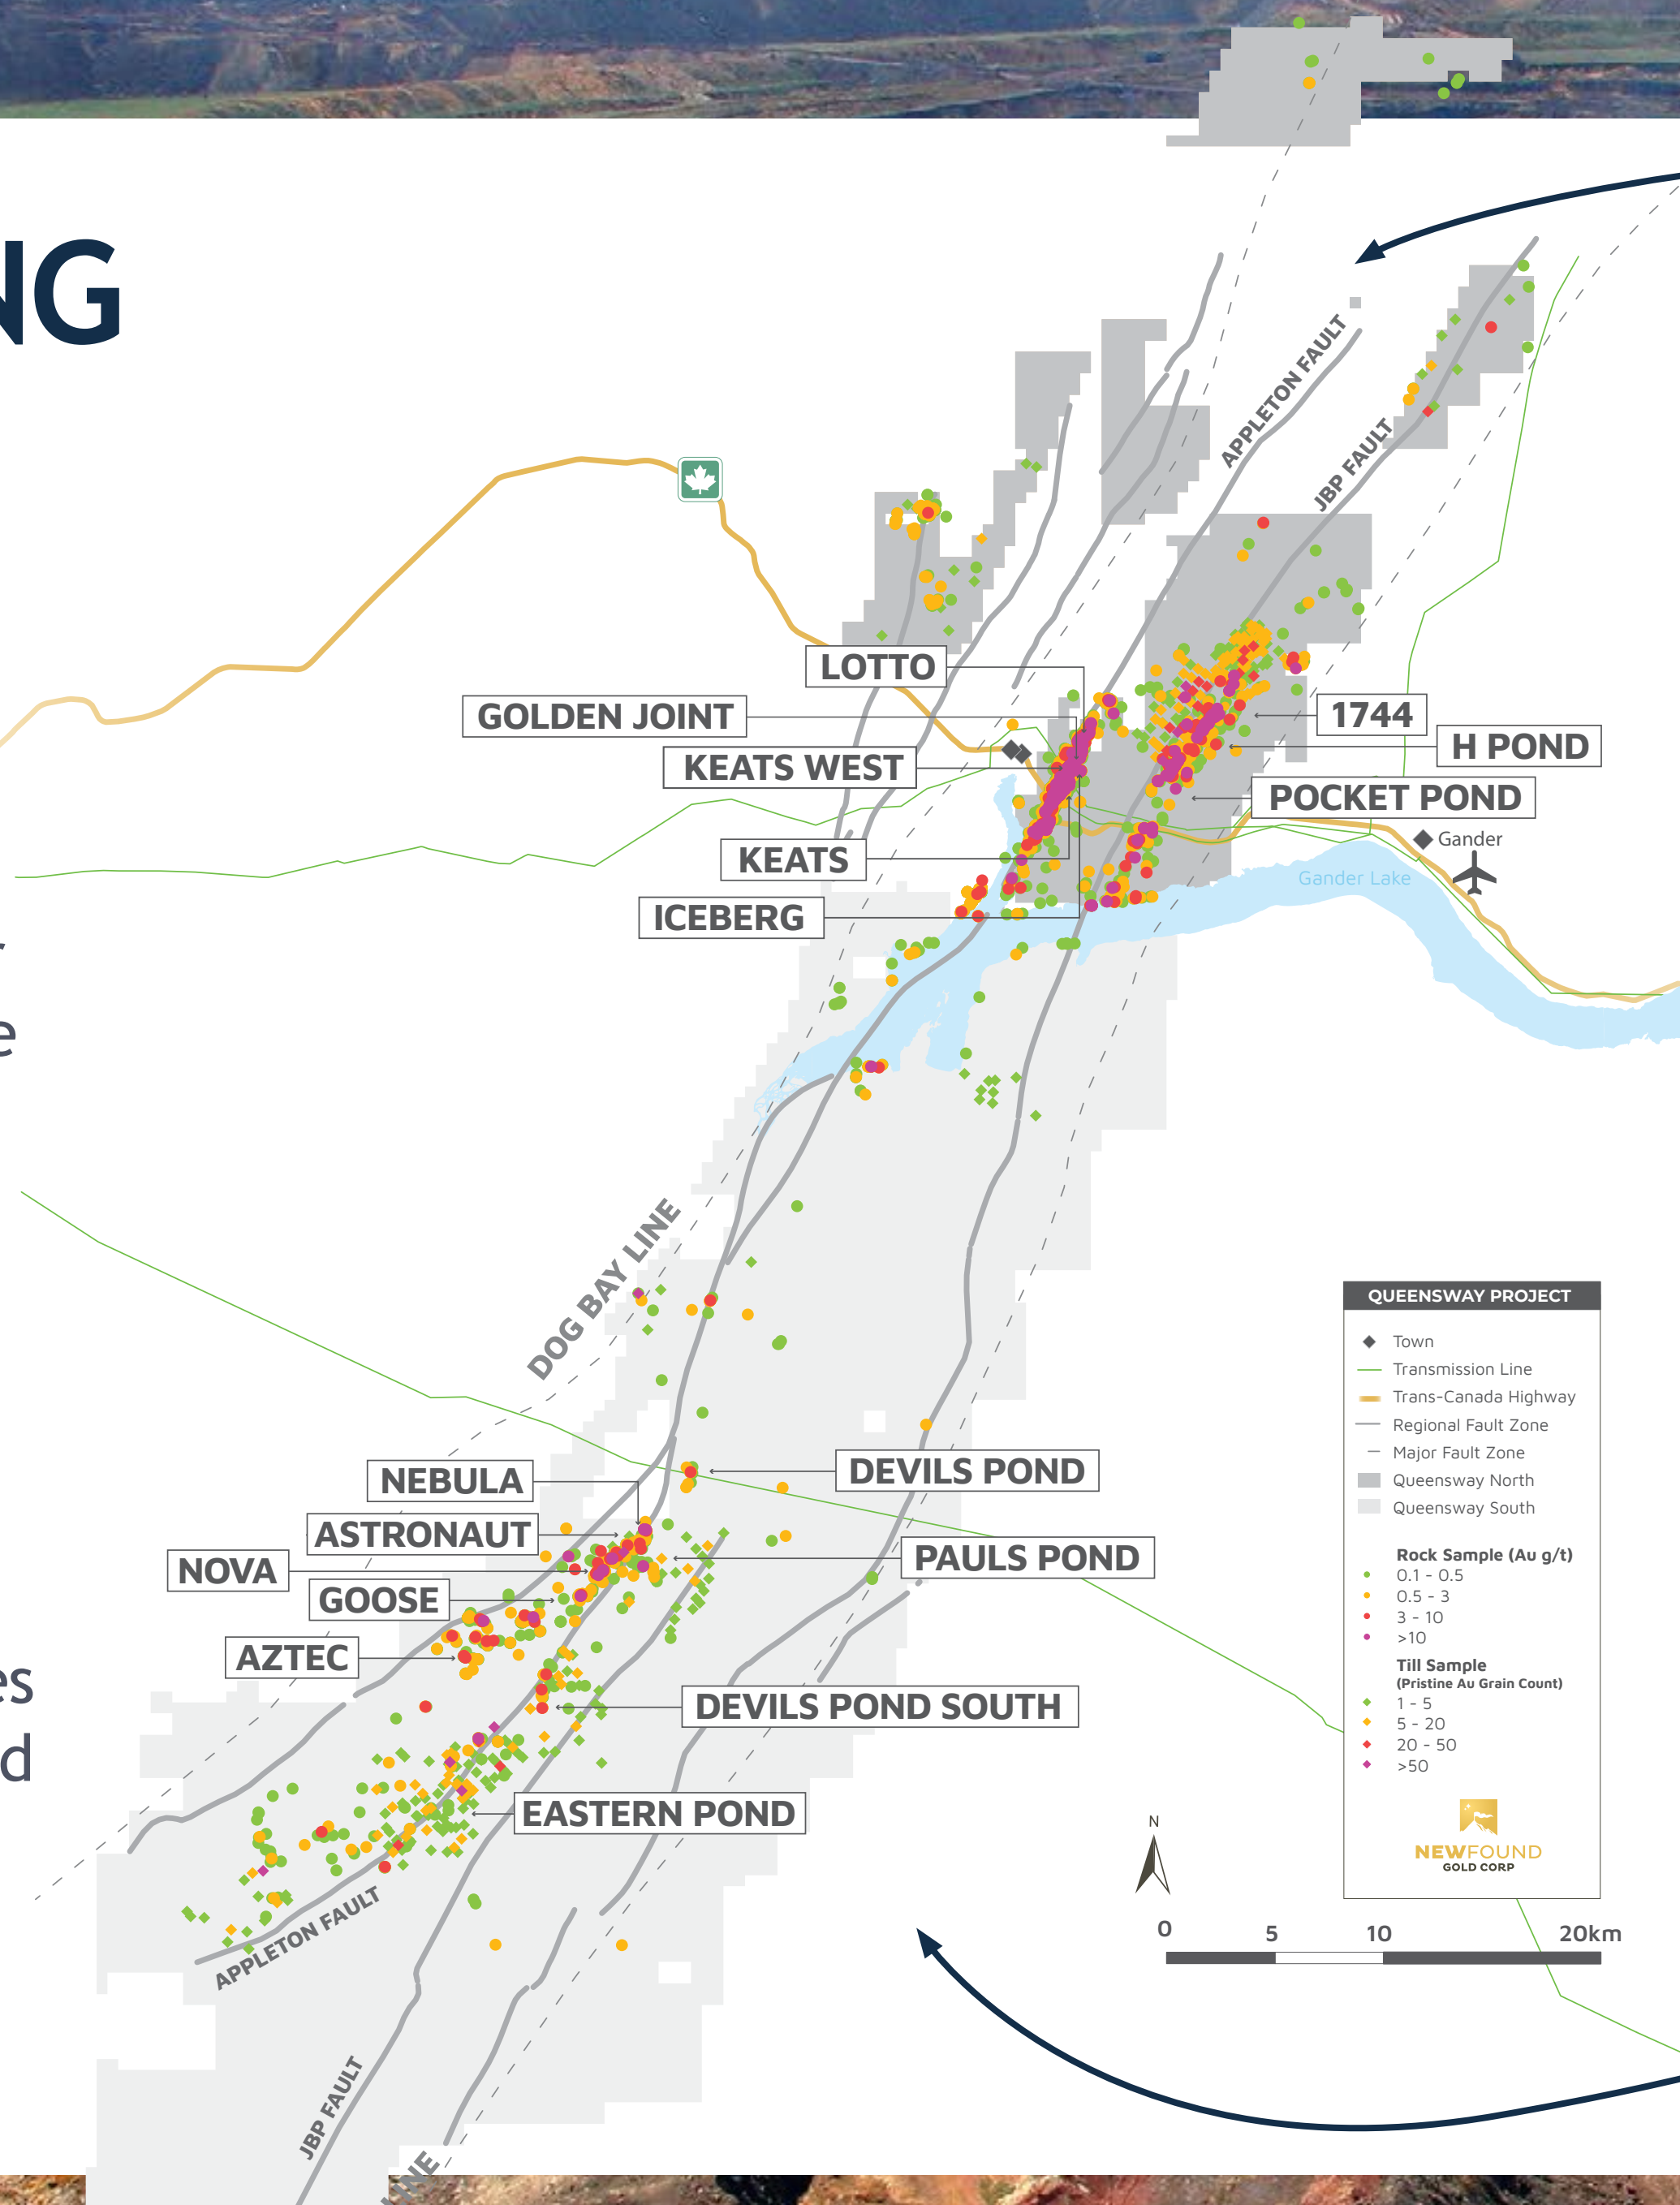 NG
e
es
d
APPLETON FAULT
JBP FAULT
LOTTO
GOLDEN JOINT
1744
H POND
KEATS WEST
POCKET POND
KEATS
Gander
Gander Lake
ICEBERG
DOG BAY LINE
NEBULA
DEVILS POND
ASTRONAUT
PAULS POND
NOVA
GOOSE
AZTEC
DEVILS POND SOUTH
EASTERN POND
APPLETON FAULT
JBP FAULT
LINE
QUEENSWAY PROJECT
Town
Transmission Line
Trans-Canada Highway
Regional Fault Zone
Major Fault Zone
Queensway North
Queensway South
Rock Sample (Au g/t)
0.1 - 0.5
0.5 - 3
3 - 10
>10
Till Sample
(Pristine Au Grain Count)
1 - 5
5 - 20
20 - 50
>50
NEWFOUND
GOLD CORP
N
0 5 10 20km